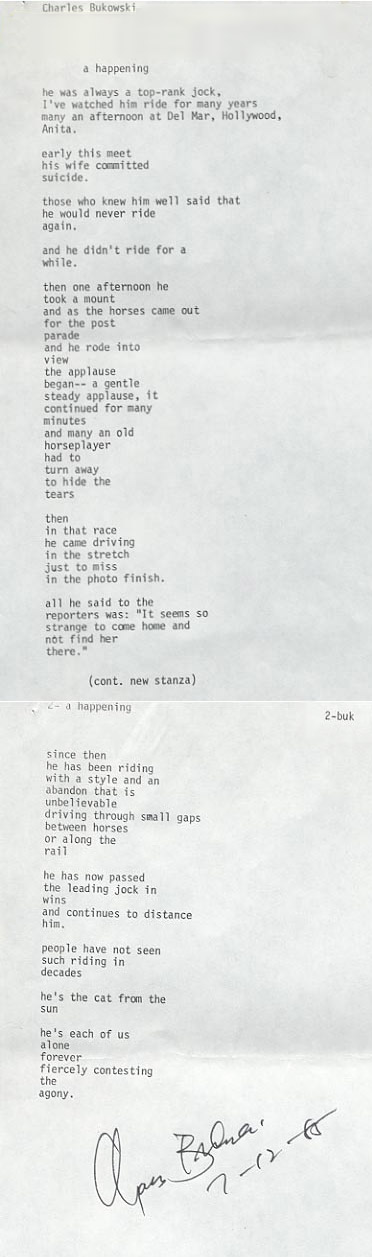 Charles Bukowski
a happening
he was always a top-rank jock,
I've watched him ride for many years
many an afternoon at Del Mar, Hollywood,
Anita.
early this meet
his wife committed
suicide.
those who knew him well said that
he would never ride
again.
and he didn't ride for a
while.
then one afternoon he
took a mount
and as the horses came out
for the post
parade
and he rode into
view
the applause
began-- a gentle
steady applause, it
continued for many
minutes
and many an old
horseplayer
had to
turn away
to hide the
tears
then
in that race
he came driving
in the stretch
just to miss
in the photo finish.
all he said to the
reporters was: "It seems so
strange to come home and
not find her
there."
(cont. new stanza)
2- a happening
2-buk
since then
he has been riding
with a style and an
abandon that is
unbelievable
driving through small gaps
between horses
or along the
rail
he has now passed
the leading jock in
wins
and continues to distance
him.
people have not seen
such riding in
decades
he's the cat from the
sun
he's each of us
alone
forever
fiercely contesting
the
agony.